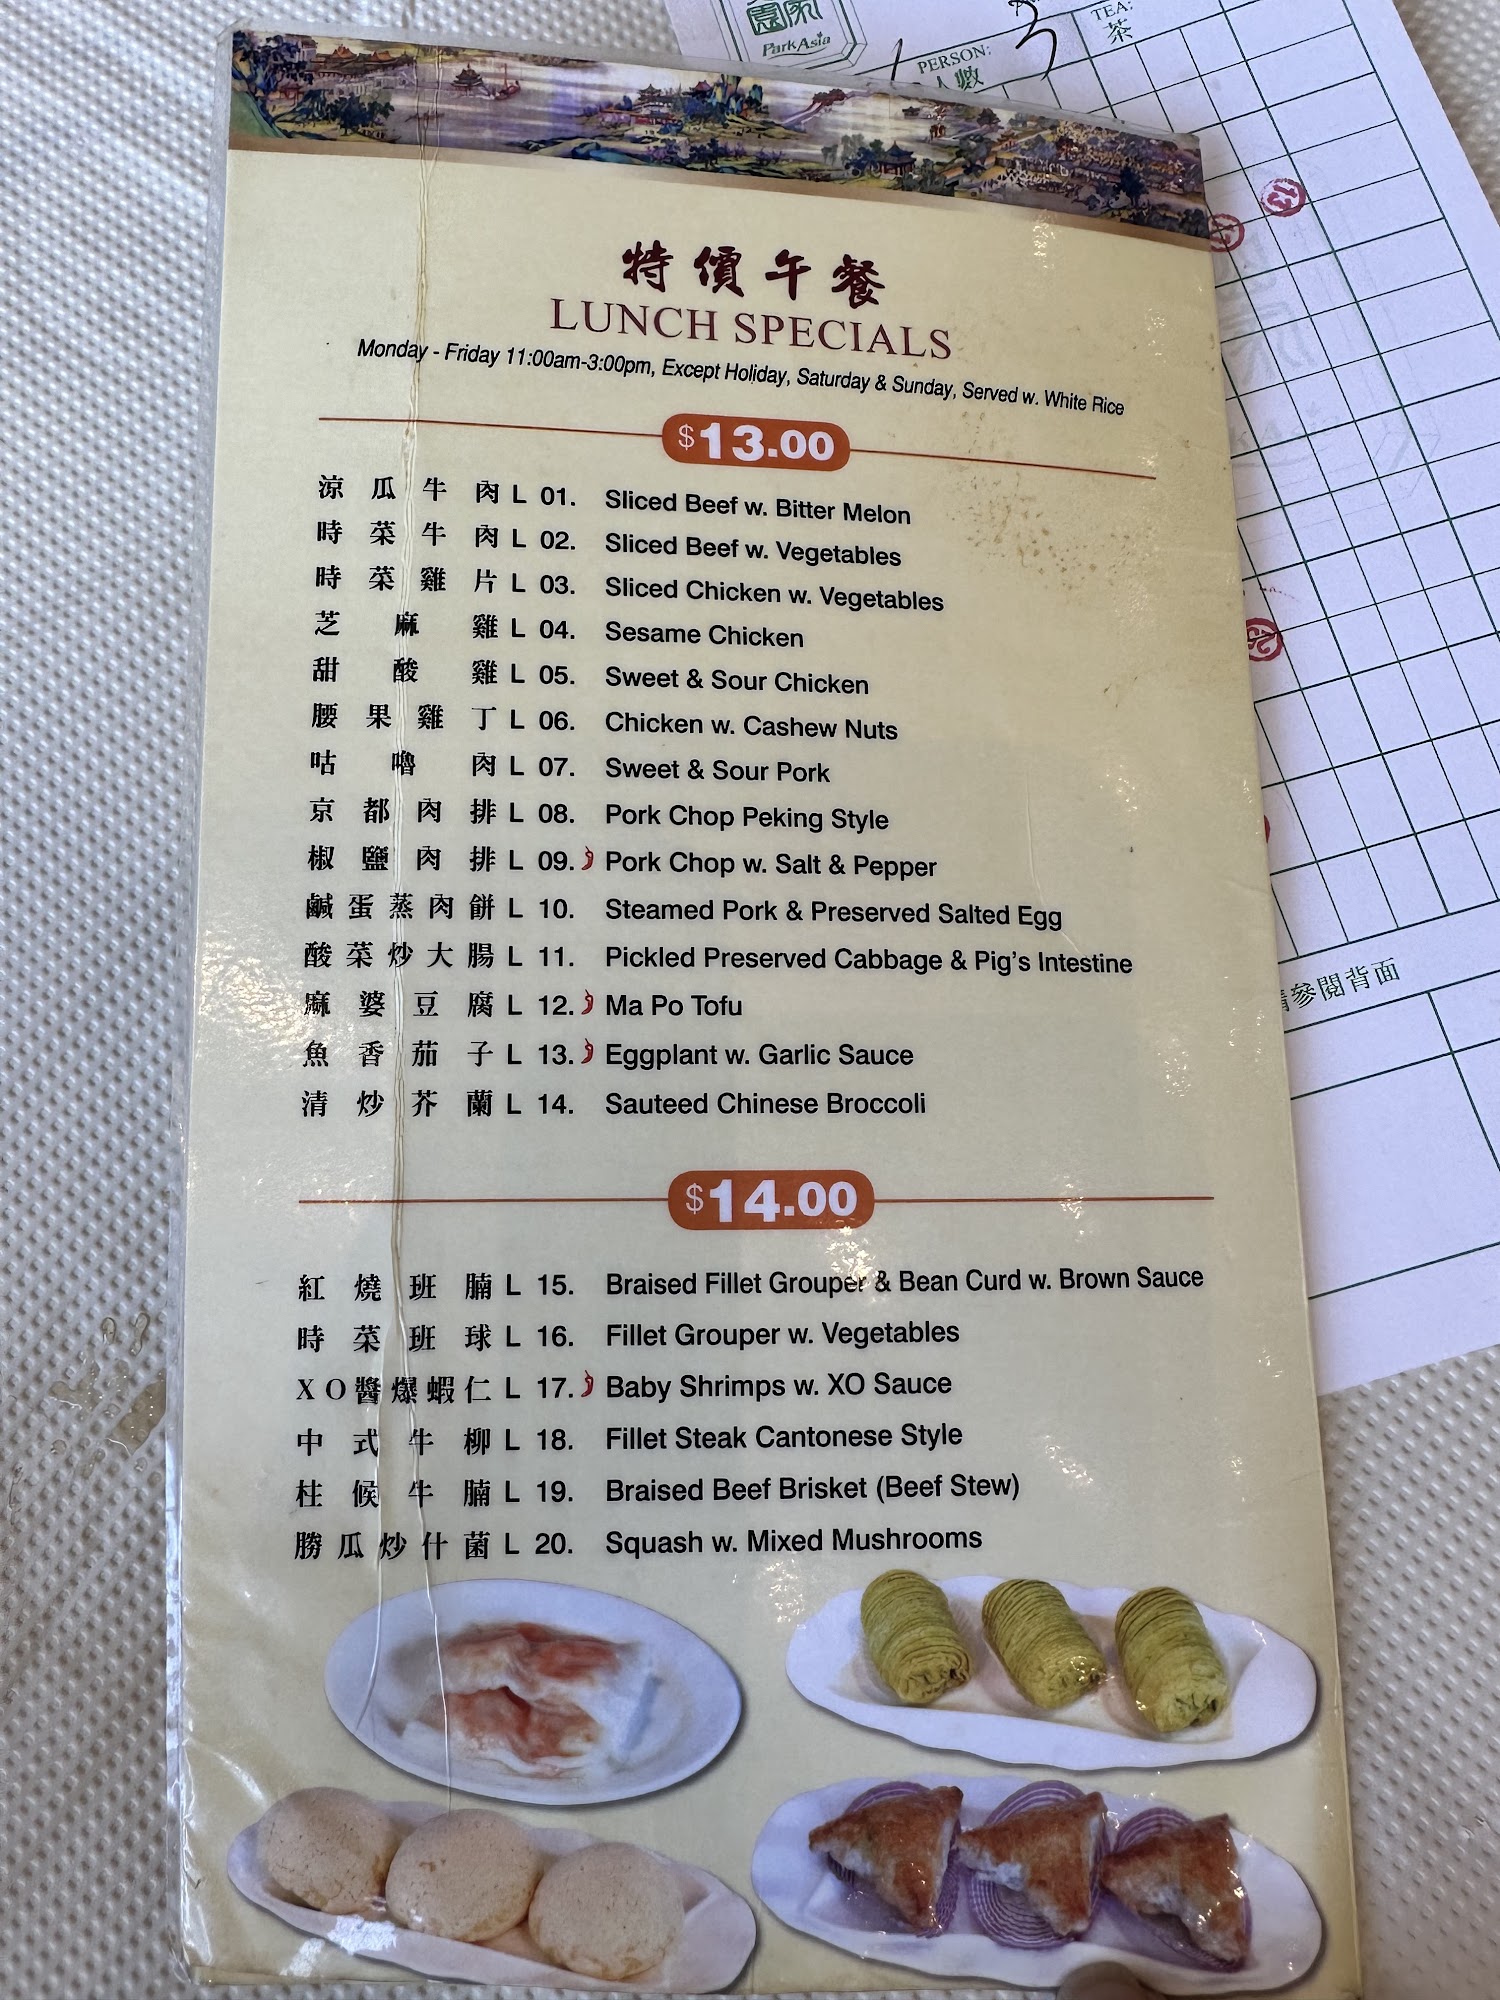 ParkAsia
PERSON:
人數
3
TEA:
茶
特價午餐
LUNCH SPECIALS
Monday - Friday 11:00am-3:00pm, Except Holiday, Saturday & Sunday, Served w. White Rice
$13.00
涼瓜牛肉 L 01. Sliced Beef w. Bitter Melon
時菜牛肉 L 02. Sliced Beef w. Vegetables
時菜雞片 L 03. Sliced Chicken w. Vegetables
芝麻雞 L 04. Sesame Chicken
甜酸雞 L 05. Sweet & Sour Chicken
腰果雞丁 L 06. Chicken w. Cashew Nuts
咕嚕肉 L 07. Sweet & Sour Pork
京都肉排 L 08. Pork Chop Peking Style
椒鹽肉排 L 09. Pork Chop w. Salt & Pepper
鹹蛋蒸肉餅 L 10. Steamed Pork & Preserved Salted Egg
酸菜炒大腸 L 11. Pickled Preserved Cabbage & Pig's Intestine
麻婆豆腐 L 12. Ma Po Tofu
魚香茄子 L 13. Eggplant w. Garlic Sauce
清炒芥蘭 L 14. Sauteed Chinese Broccoli
$14.00
紅燒班腩 L 15. Braised Fillet Grouper & Bean Curd w. Brown Sauce
時菜班球 L 16. Fillet Grouper w. Vegetables
XO醬爆蝦仁 L 17. Baby Shrimps w. XO Sauce
中式牛柳 L 18. Fillet Steak Cantonese Style
柱候牛腩 L 19. Braised Beef Brisket (Beef Stew)
勝瓜炒什菌 L 20. Squash w. Mixed Mushrooms
參閱背面